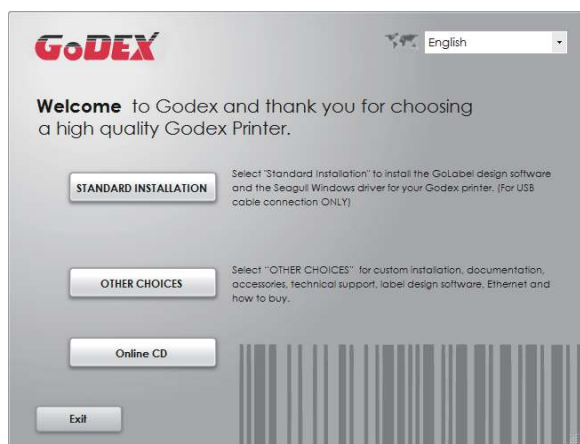 GoDEX
English
Welcome to Godex and thank you for choosing
a high quality Godex Printer.
STANDARD INSTALLATION
Select "Standard Installation" to install the GoLabel design software
and the Seagull Windows driver for your Godex printer. (For USB
cable connection ONLY)
OTHER CHOICES
Select "OTHER CHOICES" for custom installation, documentation,
accessories, technical support, label design software, Ethernet and
how to buy.
Online CD
Exit